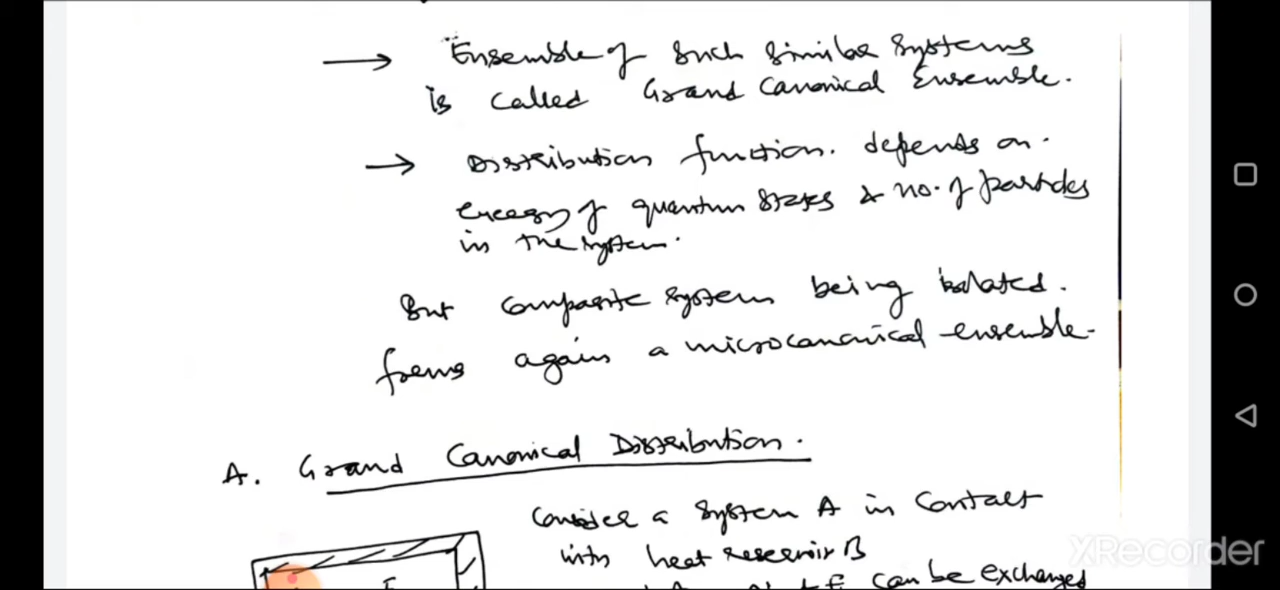 → Ensemble of such similar systems
is called Grand Canonical Ensemble.
→ Distribution function. depends on.
energy of quantum states & no. of particles
in the system.
But composite system being isolated.
forms again a microcanonical ensemble.
A. Grand Canonical Distribution.
Consider a system A in contact
with heat reservoir B
E can be exchanged
XRecorder